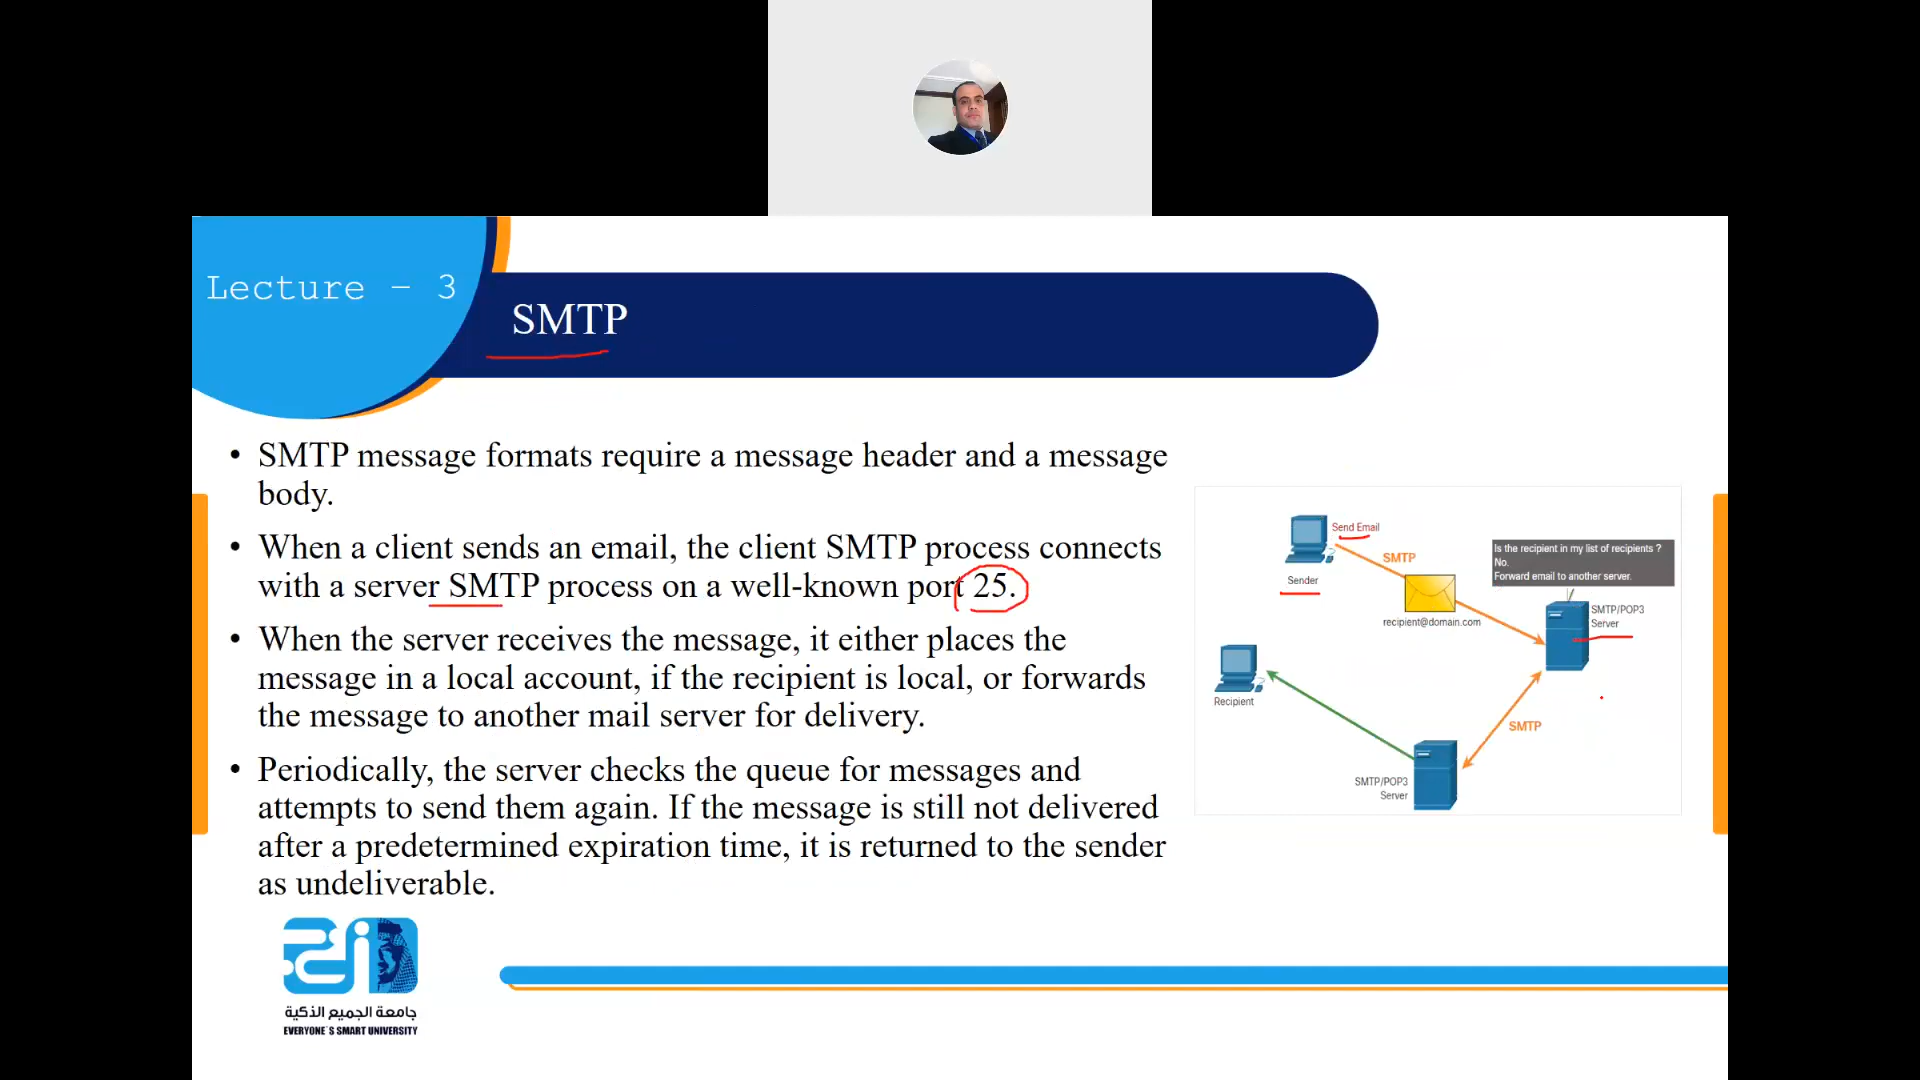 Lecture - 3
SMTP
• SMTP message formats require a message header and a message
body.
• When a client sends an email, the client SMTP process connects
with a server SMTP process on a well-known port 25.
• When the server receives the message, it either places the
message in a local account, if the recipient is local, or forwards
the message to another mail server for delivery.
• Periodically, the server checks the queue for messages and
attempts to send them again. If the message is still not delivered
after a predetermined expiration time, it is returned to the sender
as undeliverable.
Send Email
SMTP
Sender
Is the recipient in my list of recipients ?
No.
Forward email to another server.
recipient@domain.com
SMTP/POP3
Server
Recipient
SMTP
SMTP/POP3
Server
جامعة الجميع الذكية
EVERYONE`S SMART UNIVERSITY